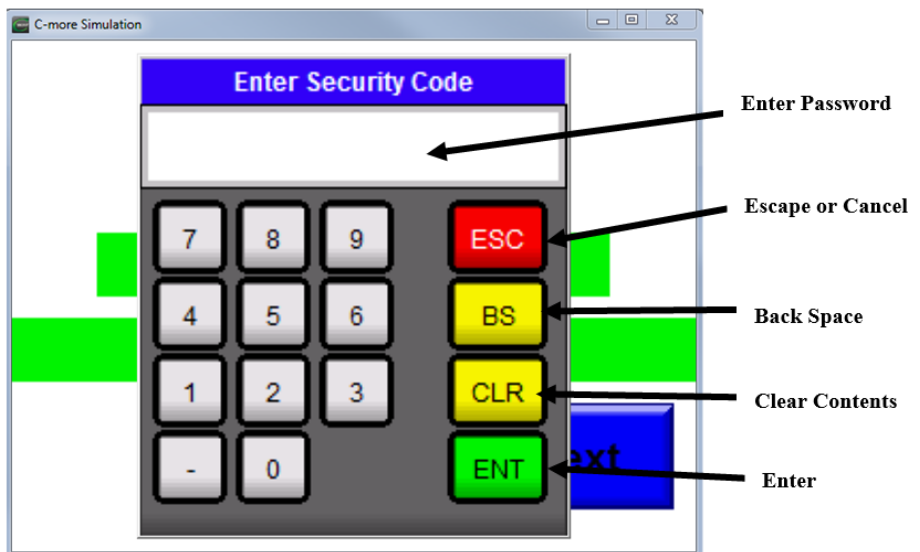 C-more Simulation
Enter Security Code
Enter Password
7 8 9 ESC
Escape or Cancel
4 5 6 BS
Back Space
1 2 3 CLR
Clear Contents
- 0 ENT
ext
Enter